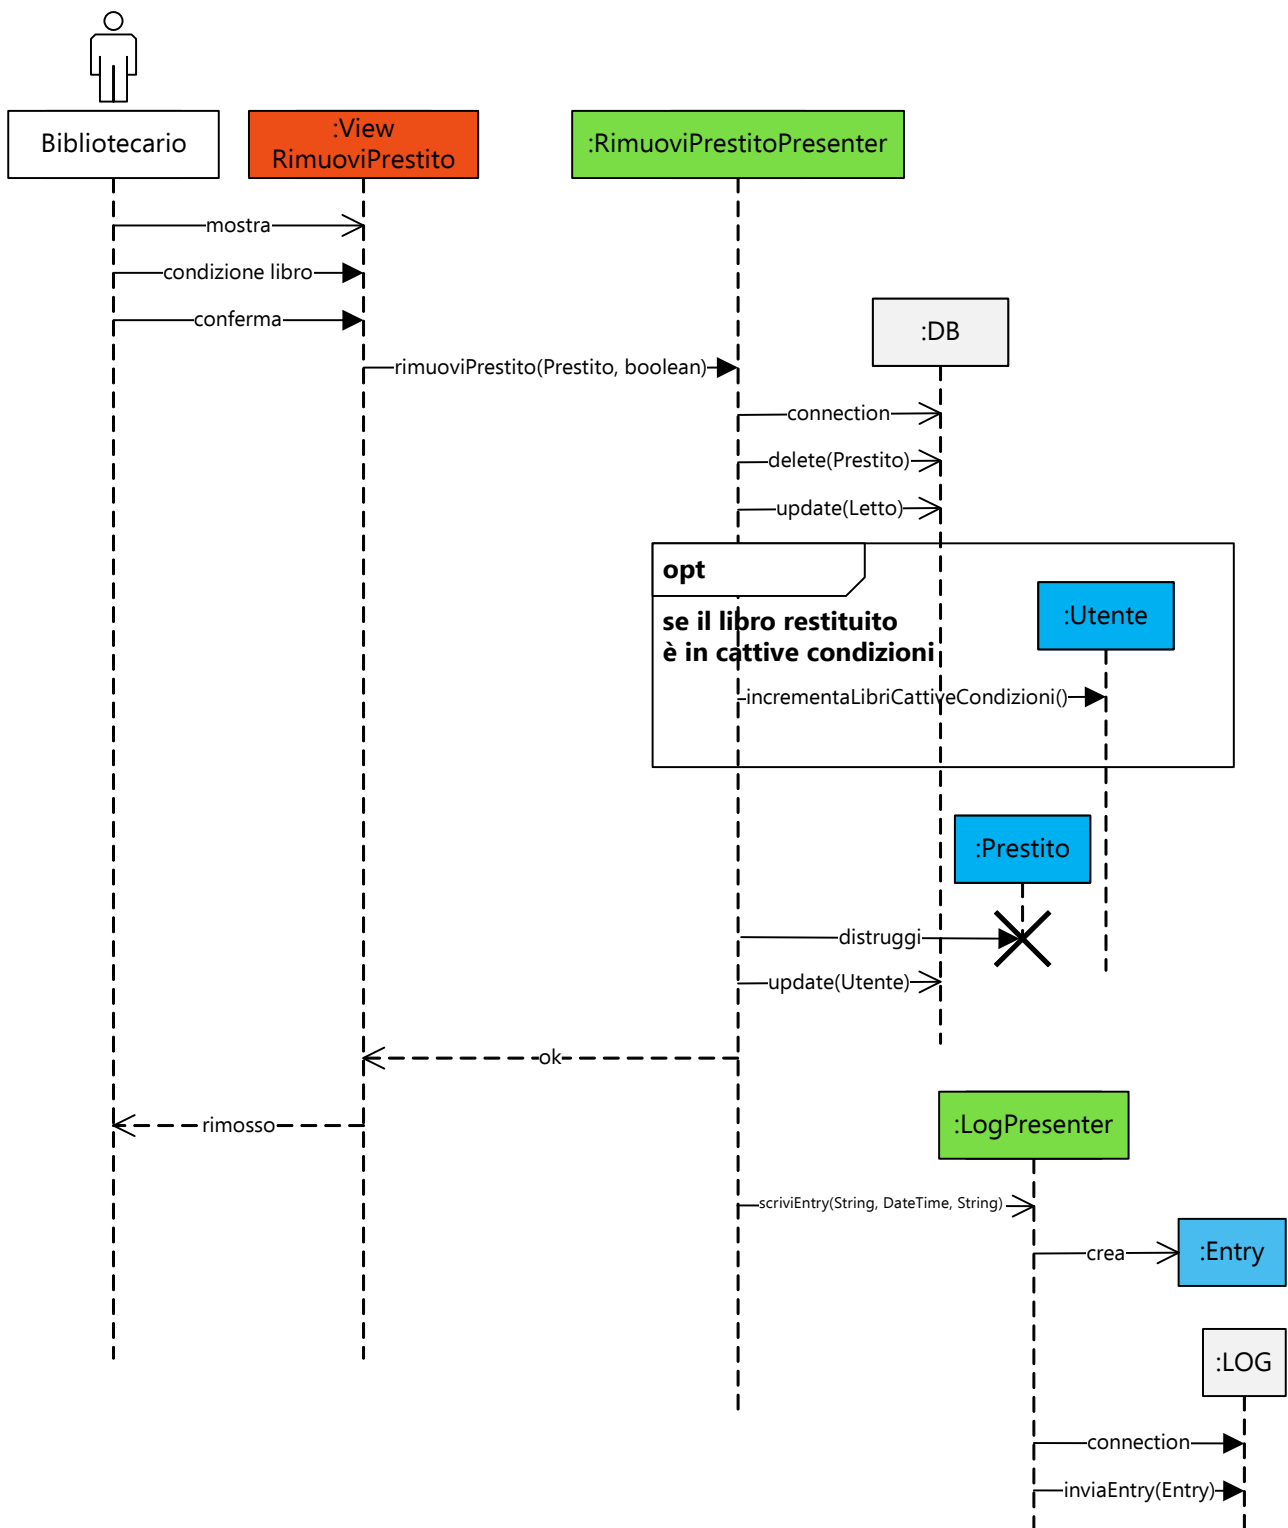 Bibliotecario
:View
RimuoviPrestito
:RimuoviPrestitoPresenter
mostra
condizione libro
conferma
:DB
rimuoviPrestito(Prestito, boolean)
connection
delete(Prestito)
update(Letto)
opt
se il libro restituito
è in cattive condizioni
:Utente
incrementaLibriCattiveCondizioni()
:Prestito
distruggi
update(Utente)
ok
rimosso
:LogPresenter
scriviEntry(String, DateTime, String)
crea
:Entry
:LOG
connection
inviaEntry(Entry)